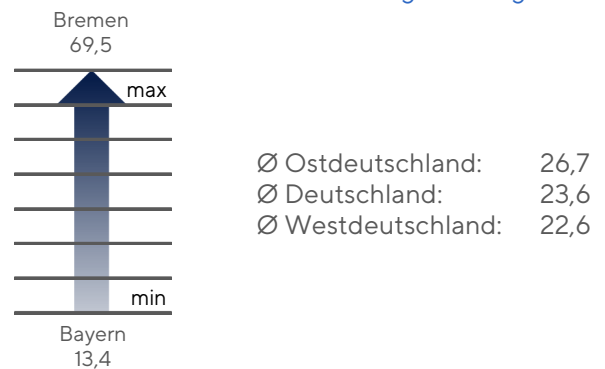 Bremen
69,5
max
Ø Ostdeutschland: 26,7
Ø Deutschland: 23,6
Ø Westdeutschland: 22,6
min
Bayern
13,4